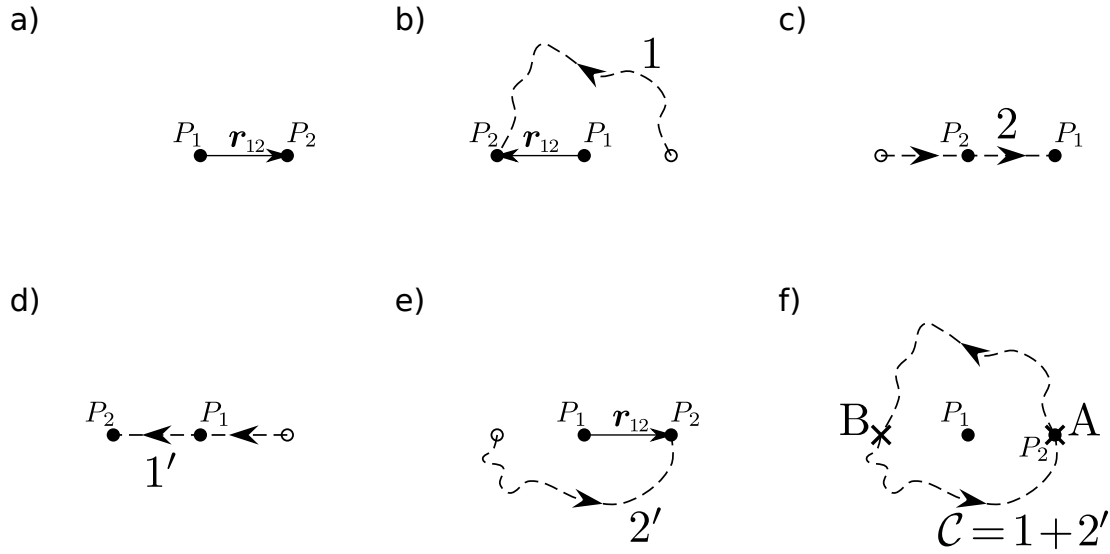 a)
P₁ r₁₂ P₂
b)
1
P₂ r₁₂ P₁
c)
2
P₂ P₁
d)
P₂ P₁
1′
e)
P₁ r₁₂ P₂
2′
f)
B P₁ A
P₂
𝒞 = 1 + 2′